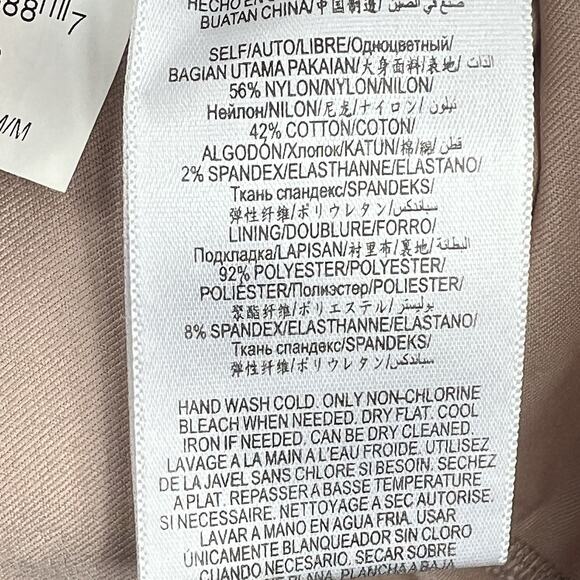 88
7
M/M
HECHO EN
BUATAN CHINA/中国制造/ صنع في الصين
SELF/AUTO/LIBRE/Одноцветный/
BAGIAN UTAMA PAKAIAN/大身面料/表地/ الذات
56% NYLON/NYLON/NILON/
Нейлон/NILON/尼龙/ナイロン/ نيلون
42% COTTON/COTON/
ALGODÓN/Хлопок/KATUN/棉/綿/ قطن
2% SPANDEX/ELASTHANNE/ELASTANO/
Ткань спандекс/SPANDEKS/
弹性纤维/ポリウレタン/سباندكس
LINING/DOUBLURE/FORRO/
Подкладка/LAPISAN/衬里布/裏地/ البطانة
92% POLYESTER/POLYESTER/
POLIÉSTER/Полиэстер/POLIESTER/
聚酯纤维/ポリエステル/ بوليستر
8% SPANDEX/ELASTHANNE/ELASTANO/
Ткань спандекс/SPANDEKS/
弹性纤维/ポリウレタン/سباندكس
HAND WASH COLD. ONLY NON-CHLORINE
BLEACH WHEN NEEDED. DRY FLAT. COOL
IRON IF NEEDED. CAN BE DRY CLEANED.
LAVAGE A LA MAIN A L'EAU FROIDE. UTILISEZ
DE LA JAVEL SANS CHLORE SI BESOIN. SECHEZ
A PLAT. REPASSER A BASSE TEMPERATURE
SI NECESSAIRE. NETTOYAGE A SEC AUTORISE.
LAVAR A MANO EN AGUA FRIA. USAR
ÚNICAMENTE BLANQUEADOR SIN CLORO
CUANDO NECESARIO. SECAR SOBRE
PLANA. PLANCHA A BAJA